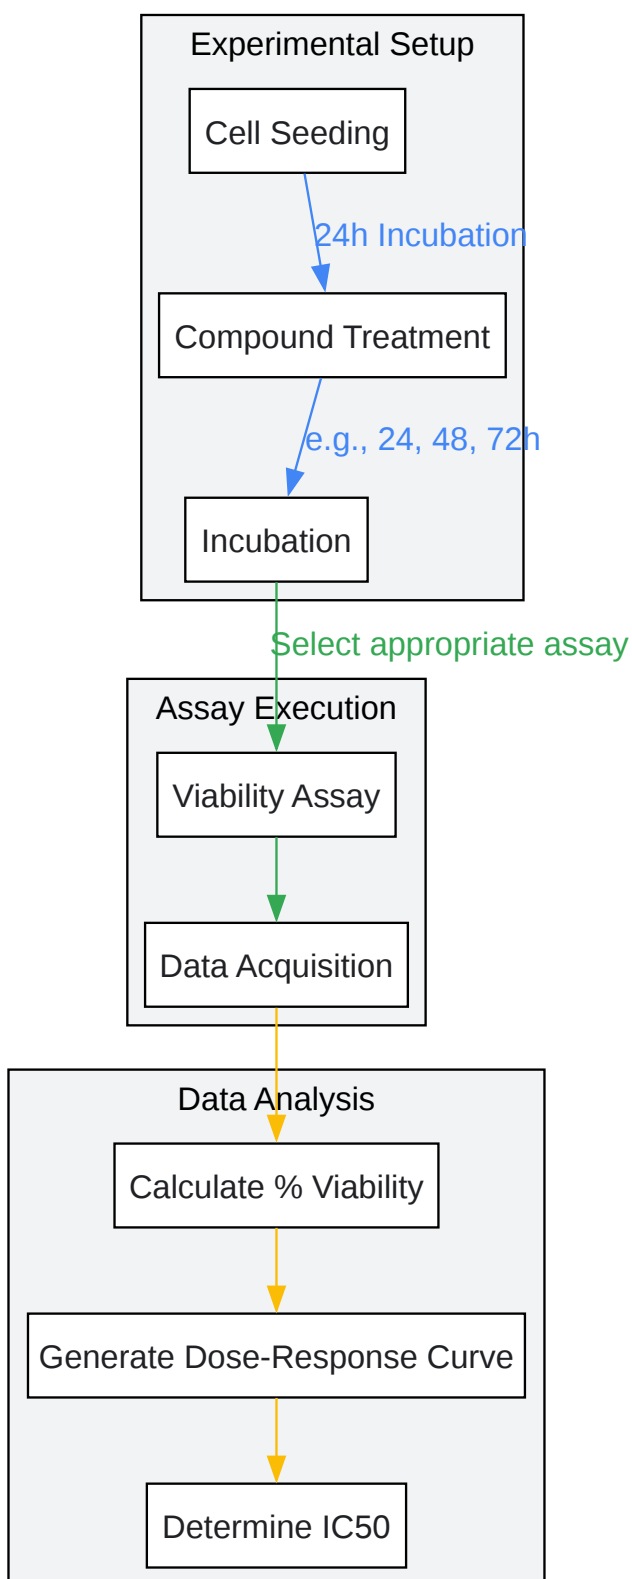 Experimental Setup
Cell Seeding
24h Incubation
Compound Treatment
e.g., 24, 48, 72h
Incubation
Select appropriate assay
Assay Execution
Viability Assay
Data Acquisition
Data Analysis
Calculate % Viability
Generate Dose-Response Curve
Determine IC50